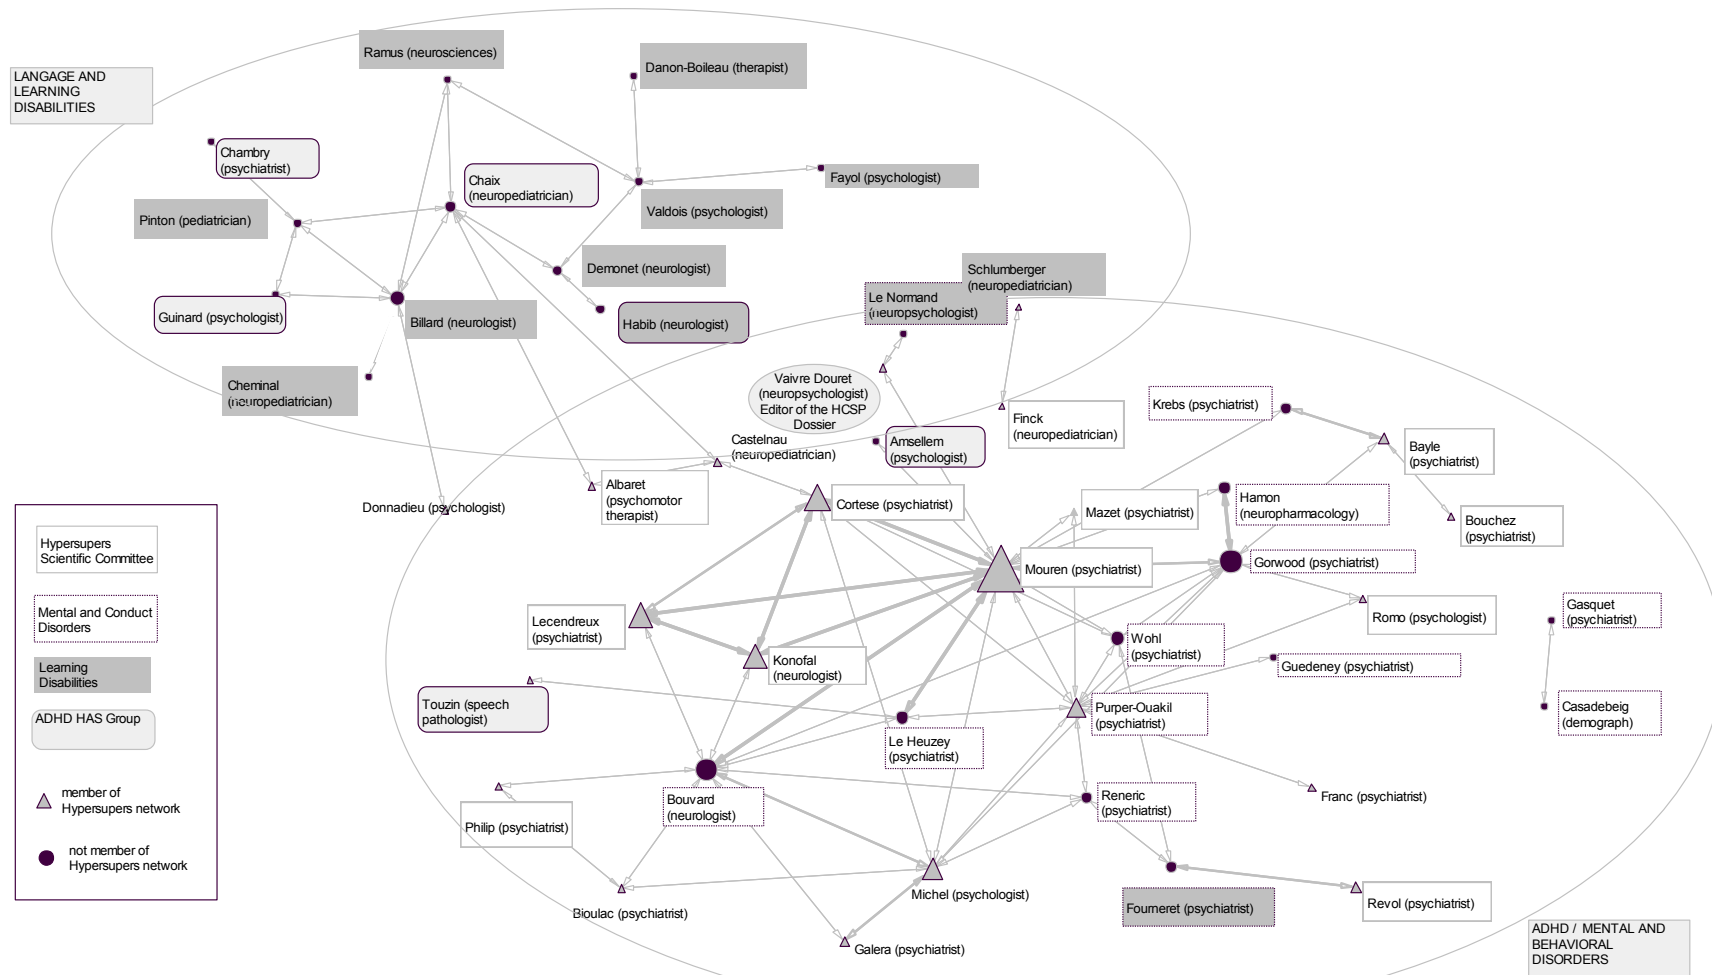 Ramus (neurosciences)
Danon-Boileau (therapist)
LANGAGE AND
LEARNING
DISABILITIES
Chambry
(psychiatrist)
Chaix
(neuropediatrician)
Fayol (psychologist)
Pinton (pediatrician)
Valdois (psychologist)
Demonet (neurologist)
Schlumberger
(neuropediatrician)
Le Normand
(neuropsychologist)
Guinard (psychologist)
Billard (neurologist)
Habib (neurologist)
Cheminal
(neuropediatrician)
Vaivre Douret
(neuropsychologist)
Editor of the HCSP
Dossier
Krebs (psychiatrist)
Finck
(neuropediatrician)
Bayle
(psychiatrist)
Castelnau
(neuropediatrician)
Amsellem
(psychologist)
Donnadieu (psychologist)
Albaret
(psychomotor
therapist)
Cortese (psychiatrist)
Mazet (psychiatrist)
Hamon
(neuropharmacology)
Bouchez
(psychiatrist)
Hypersupers
Scientific Committee
Mouren (psychiatrist)
Gorwood (psychiatrist)
Mental and Conduct
Disorders
Lecendreux
(psychiatrist)
Wohl
(psychiatrist)
Romo (psychologist)
Gasquet
(psychiatrist)
Learning
Disabilities
Konofal
(neurologist)
Guedeney (psychiatrist)
Touzin (speech
pathologist)
Purper-Ouakil
(psychiatrist)
Casadebeig
(demograph)
ADHD HAS Group
Le Heuzey
(psychiatrist)
member of
Hypersupers network
Bouvard
(neurologist)
Reneric
(psychiatrist)
Franc (psychiatrist)
Philip (psychiatrist)
not member of
Hypersupers network
Michel (psychologist)
Bioulac (psychiatrist)
Fourneret (psychiatrist)
Revol (psychiatrist)
Galera (psychiatrist)
ADHD / MENTAL AND
BEHAVIORAL
DISORDERS